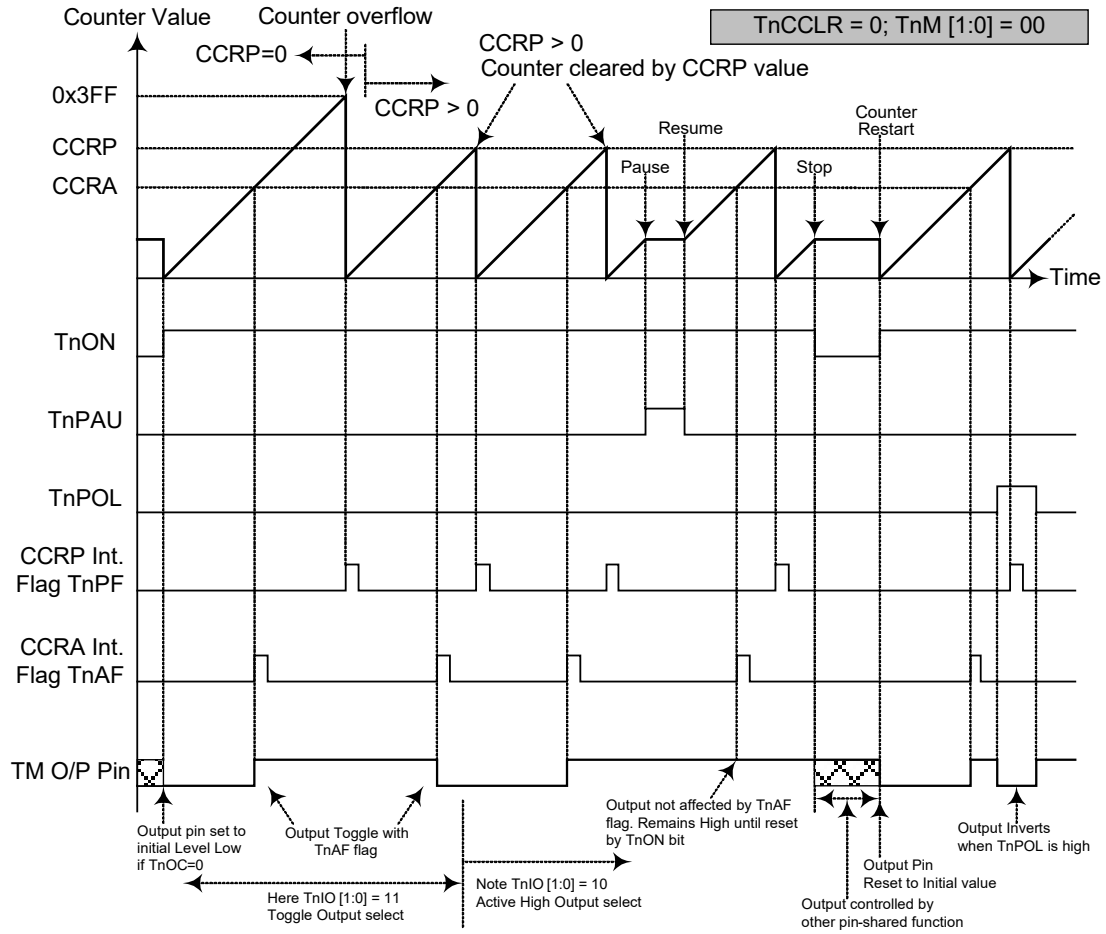 Counter Value
Counter overflow
TnCCLR = 0; TnM [1:0] = 00
CCRP=0
CCRP > 0
CCRP > 0
Counter cleared by CCRP value
0x3FF
CCRP
CCRA
Pause
Resume
Stop
Counter
Restart
Time
TnON
TnPAU
TnPOL
CCRP Int.
Flag TnPF
CCRA Int.
Flag TnAF
TM O/P Pin
Output pin set to
initial Level Low
if TnOC=0
Output Toggle with
TnAF flag
Output not affected by TnAF
flag. Remains High until reset
by TnON bit
Output Inverts
when TnPOL is high
Output Pin
Reset to Initial value
Here TnIO [1:0] = 11
Toggle Output select
Note TnIO [1:0] = 10
Active High Output select
Output controlled by
other pin-shared function